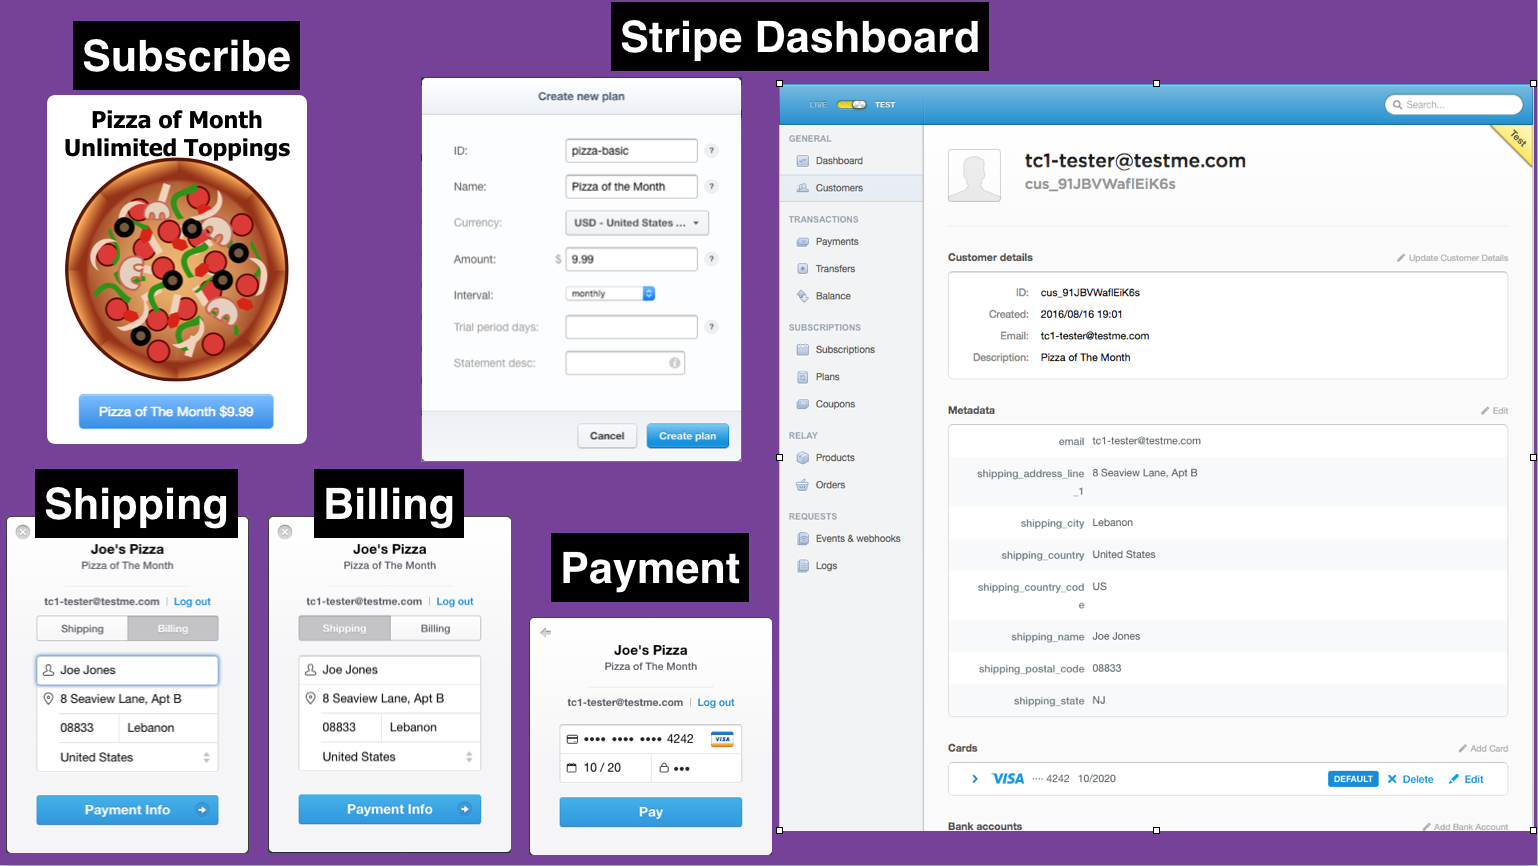 Subscribe
Pizza of Month
Unlimited Toppings
Pizza of The Month $9.99
Stripe Dashboard
Create new plan
ID: pizza-basic ?
Name: Pizza of the Month ?
Currency: USD - United States ...
Amount: $ 9.99 ?
Interval: monthly
Trial period days: ?
Statement desc: i
Cancel Create plan
LIVE TEST
Search...
Test
GENERAL
Dashboard
Customers
TRANSACTIONS
Payments
Transfers
Balance
SUBSCRIPTIONS
Subscriptions
Plans
Coupons
RELAY
Products
Orders
REQUESTS
Events & webhooks
Logs
tc1-tester@testme.com
cus_91JBVWaflEiK6s
Customer details Update Customer Details
ID: cus_91JBVWaflEiK6s
Created: 2016/08/16 19:01
Email: tc1-tester@testme.com
Description: Pizza of The Month
Metadata Edit
email tc1-tester@testme.com
shipping_address_line 8 Seaview Lane, Apt B
_1
shipping_city Lebanon
shipping_country United States
shipping_country_cod US
e
shipping_name Joe Jones
shipping_postal_code 08833
shipping_state NJ
Cards Add Card
VISA ···· 4242 10/2020 DEFAULT Delete Edit
Bank accounts Add Bank Account
Shipping
Joe's Pizza
Pizza of The Month
tc1-tester@testme.com | Log out
Shipping Billing
Joe Jones
8 Seaview Lane, Apt B
08833 Lebanon
United States
Payment Info
Billing
Joe's Pizza
Pizza of The Month
tc1-tester@testme.com | Log out
Shipping Billing
Joe Jones
8 Seaview Lane, Apt B
08833 Lebanon
United States
Payment Info
Payment
Joe's Pizza
Pizza of The Month
tc1-tester@testme.com | Log out
•••• •••• •••• 4242 VISA
10 / 20 •••
Pay